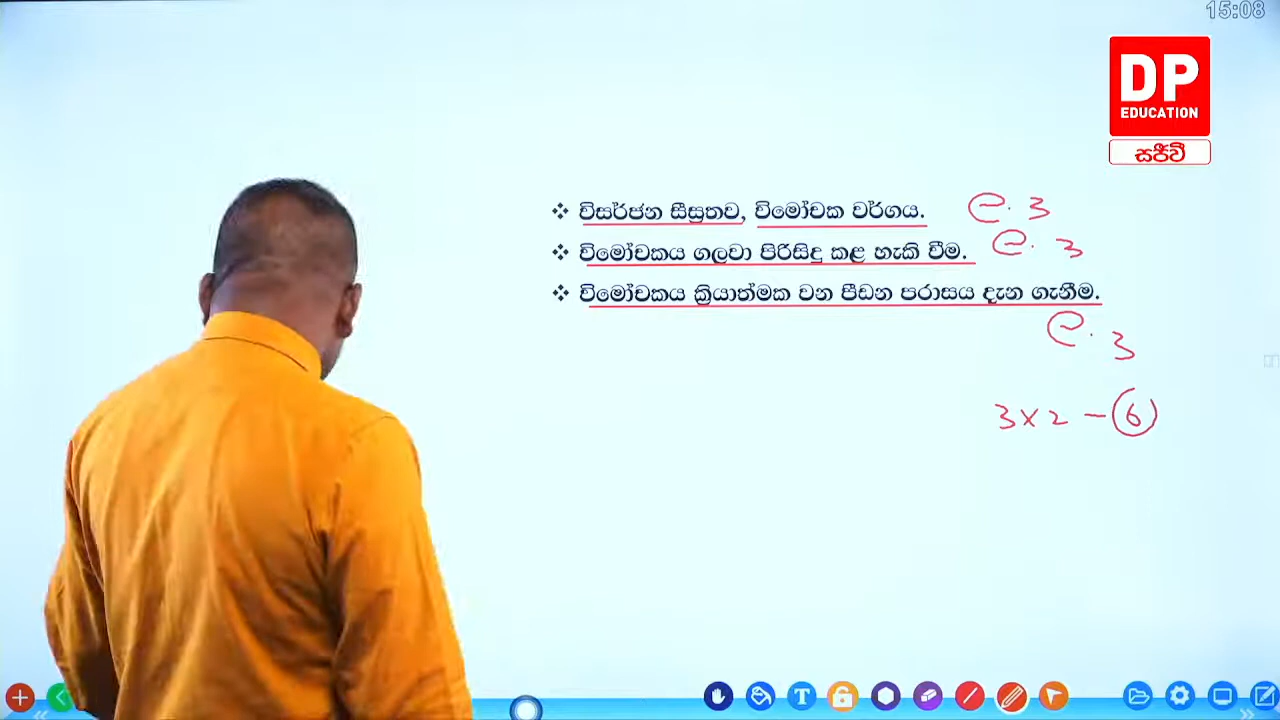 15:08
DP
EDUCATION
සජීවී
❖ විසර්ජන සීඝ්‍රතාව, විමෝචක වර්ගය. ල. 3
❖ විමෝචකය ගලවා පිරිසිදු කළ හැකි වීම. ල. 3
❖ විමෝචකය ක්‍රියාත්මක වන පීඩන පරාසය දැන ගැනීම.
ල. 3
3 x 2 – 6
T